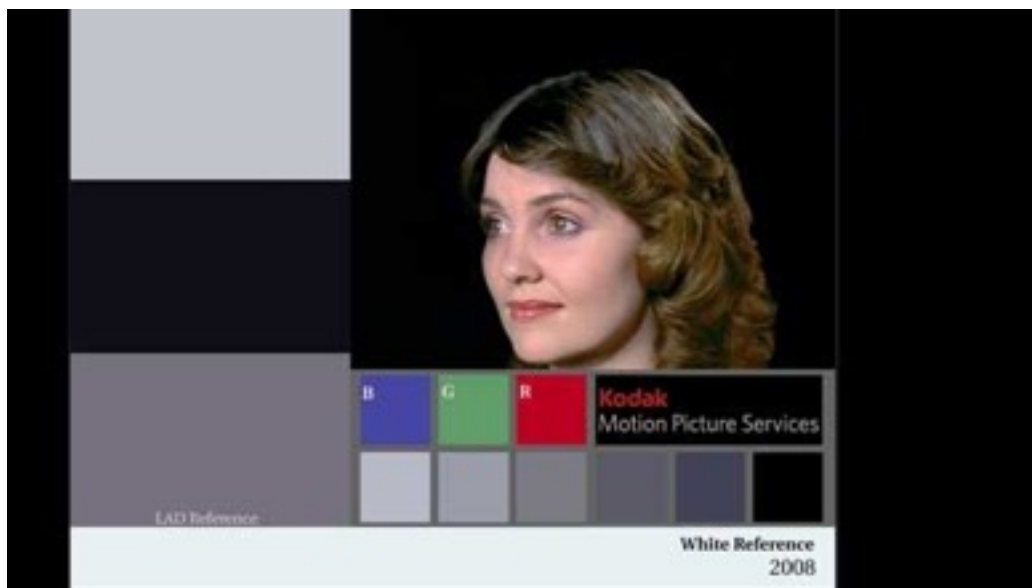 B G R
Kodak
Motion Picture Services
LAD Reference
White Reference
2008